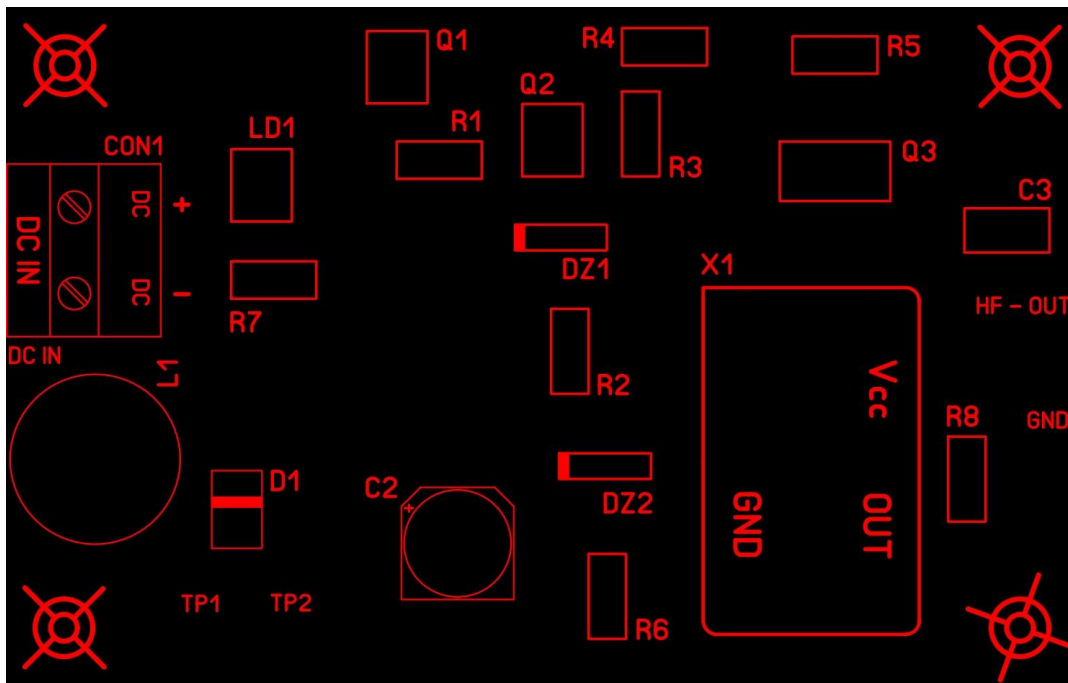 Q1
R4
R5
Q2
LD1
R1
CON1
R3
Q3
C3
DC
+
DC IN
DZ1
X1
DC
-
HF - OUT
R7
DC IN
L1
R2
Vcc
R8
GND
D1
C2
+
DZ2
GND
OUT
TP1
TP2
R6